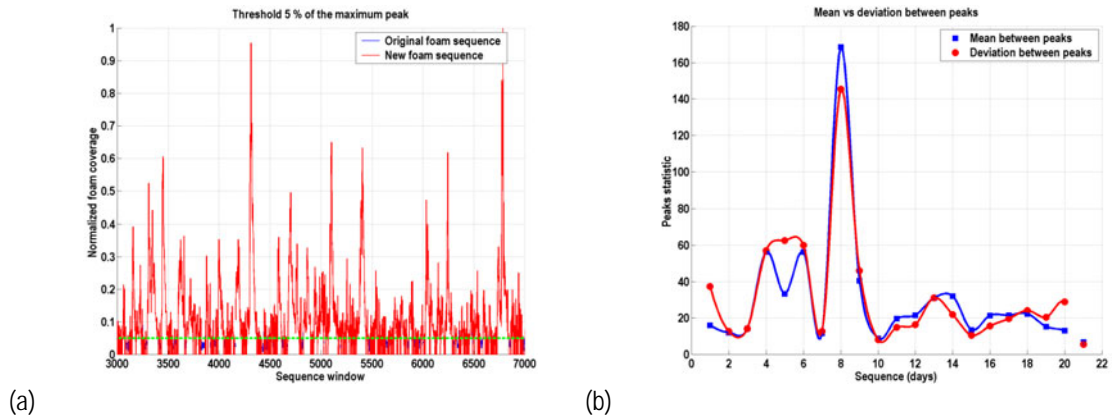 Threshold 5 % of the maximum peak
1
0.9
0.8
0.7
0.6
0.5
0.4
0.3
0.2
0.1
0
Normalized foam coverage
Original foam sequence
New foam sequence
3000 3500 4000 4500 5000 5500 6000 6500 7000
Sequence window
(a)
Mean vs deviation between peaks
180
160
140
120
100
80
60
40
20
0
Peaks statistic
Mean between peaks
Deviation between peaks
0 2 4 6 8 10 12 14 16 18 20 22
Sequence (days)
(b)